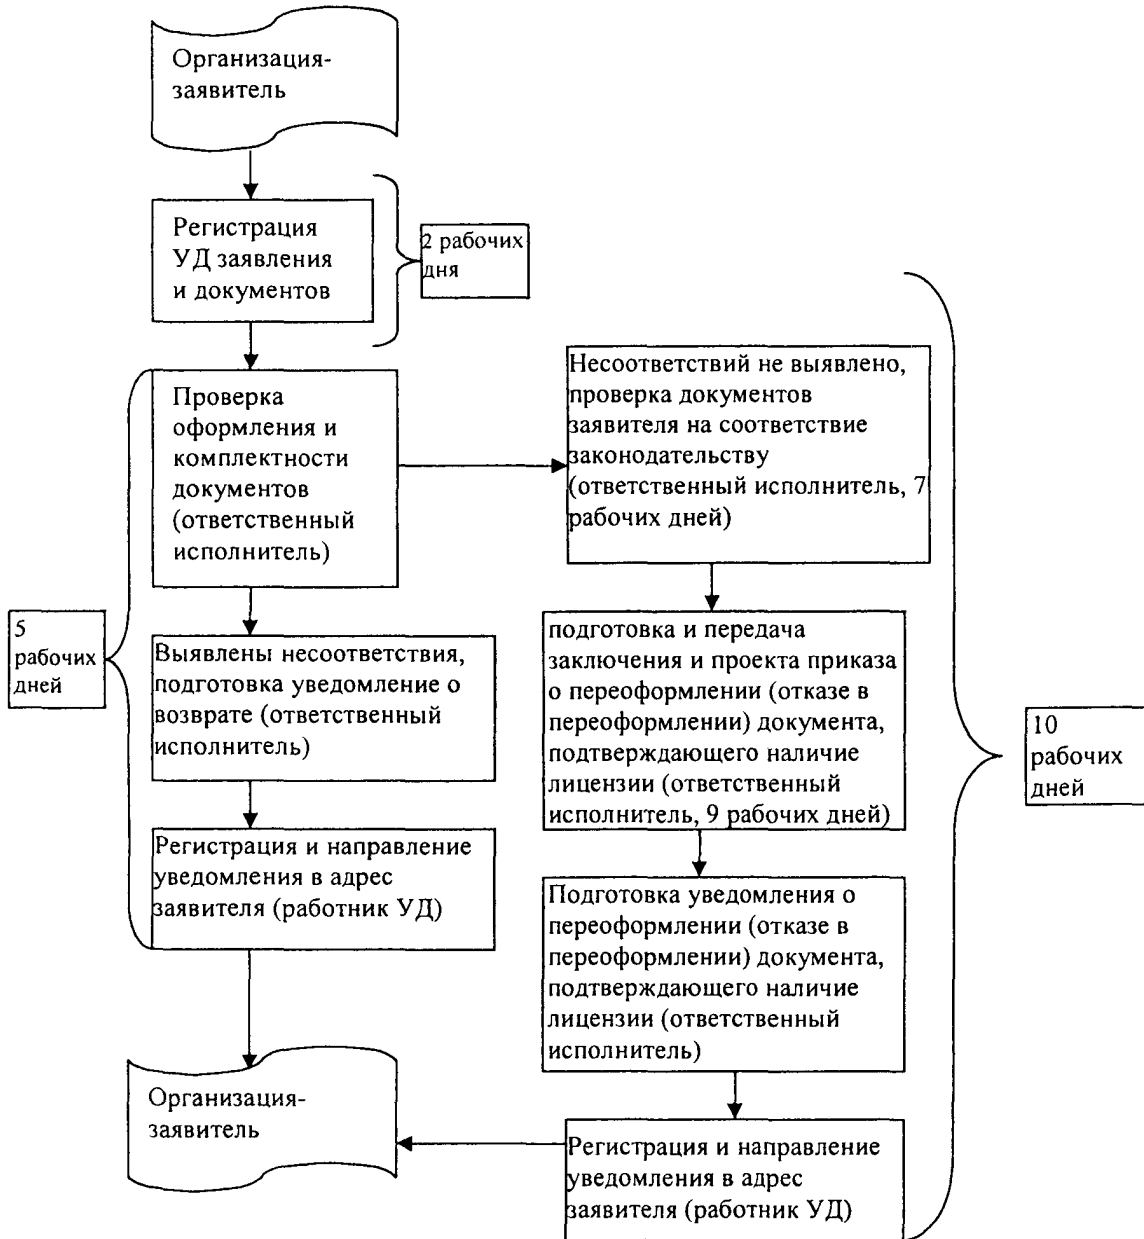 Организация-
заявитель
Регистрация
УД заявления
и документов
2 рабочих
дня
Проверка
оформления и
комплектности
документов
(ответственный
исполнитель)
Несоответствий не выявлено,
проверка документов
заявителя на соответствие
законодательству
(ответственный исполнитель, 7
рабочих дней)
5
рабочих
дней
Выявлены несоответствия,
подготовка уведомление о
возврате (ответственный
исполнитель)
подготовка и передача
заключения и проекта приказа
о переоформлении (отказе в
переоформлении) документа,
подтверждающего наличие
лицензии (ответственный
исполнитель, 9 рабочих дней)
10
рабочих
дней
Регистрация и направление
уведомления в адрес
заявителя (работник УД)
Подготовка уведомления о
переоформлении (отказе в
переоформлении) документа,
подтверждающего наличие
лицензии (ответственный
исполнитель)
Организация-
заявитель
Регистрация и направление
уведомления в адрес
заявителя (работник УД)